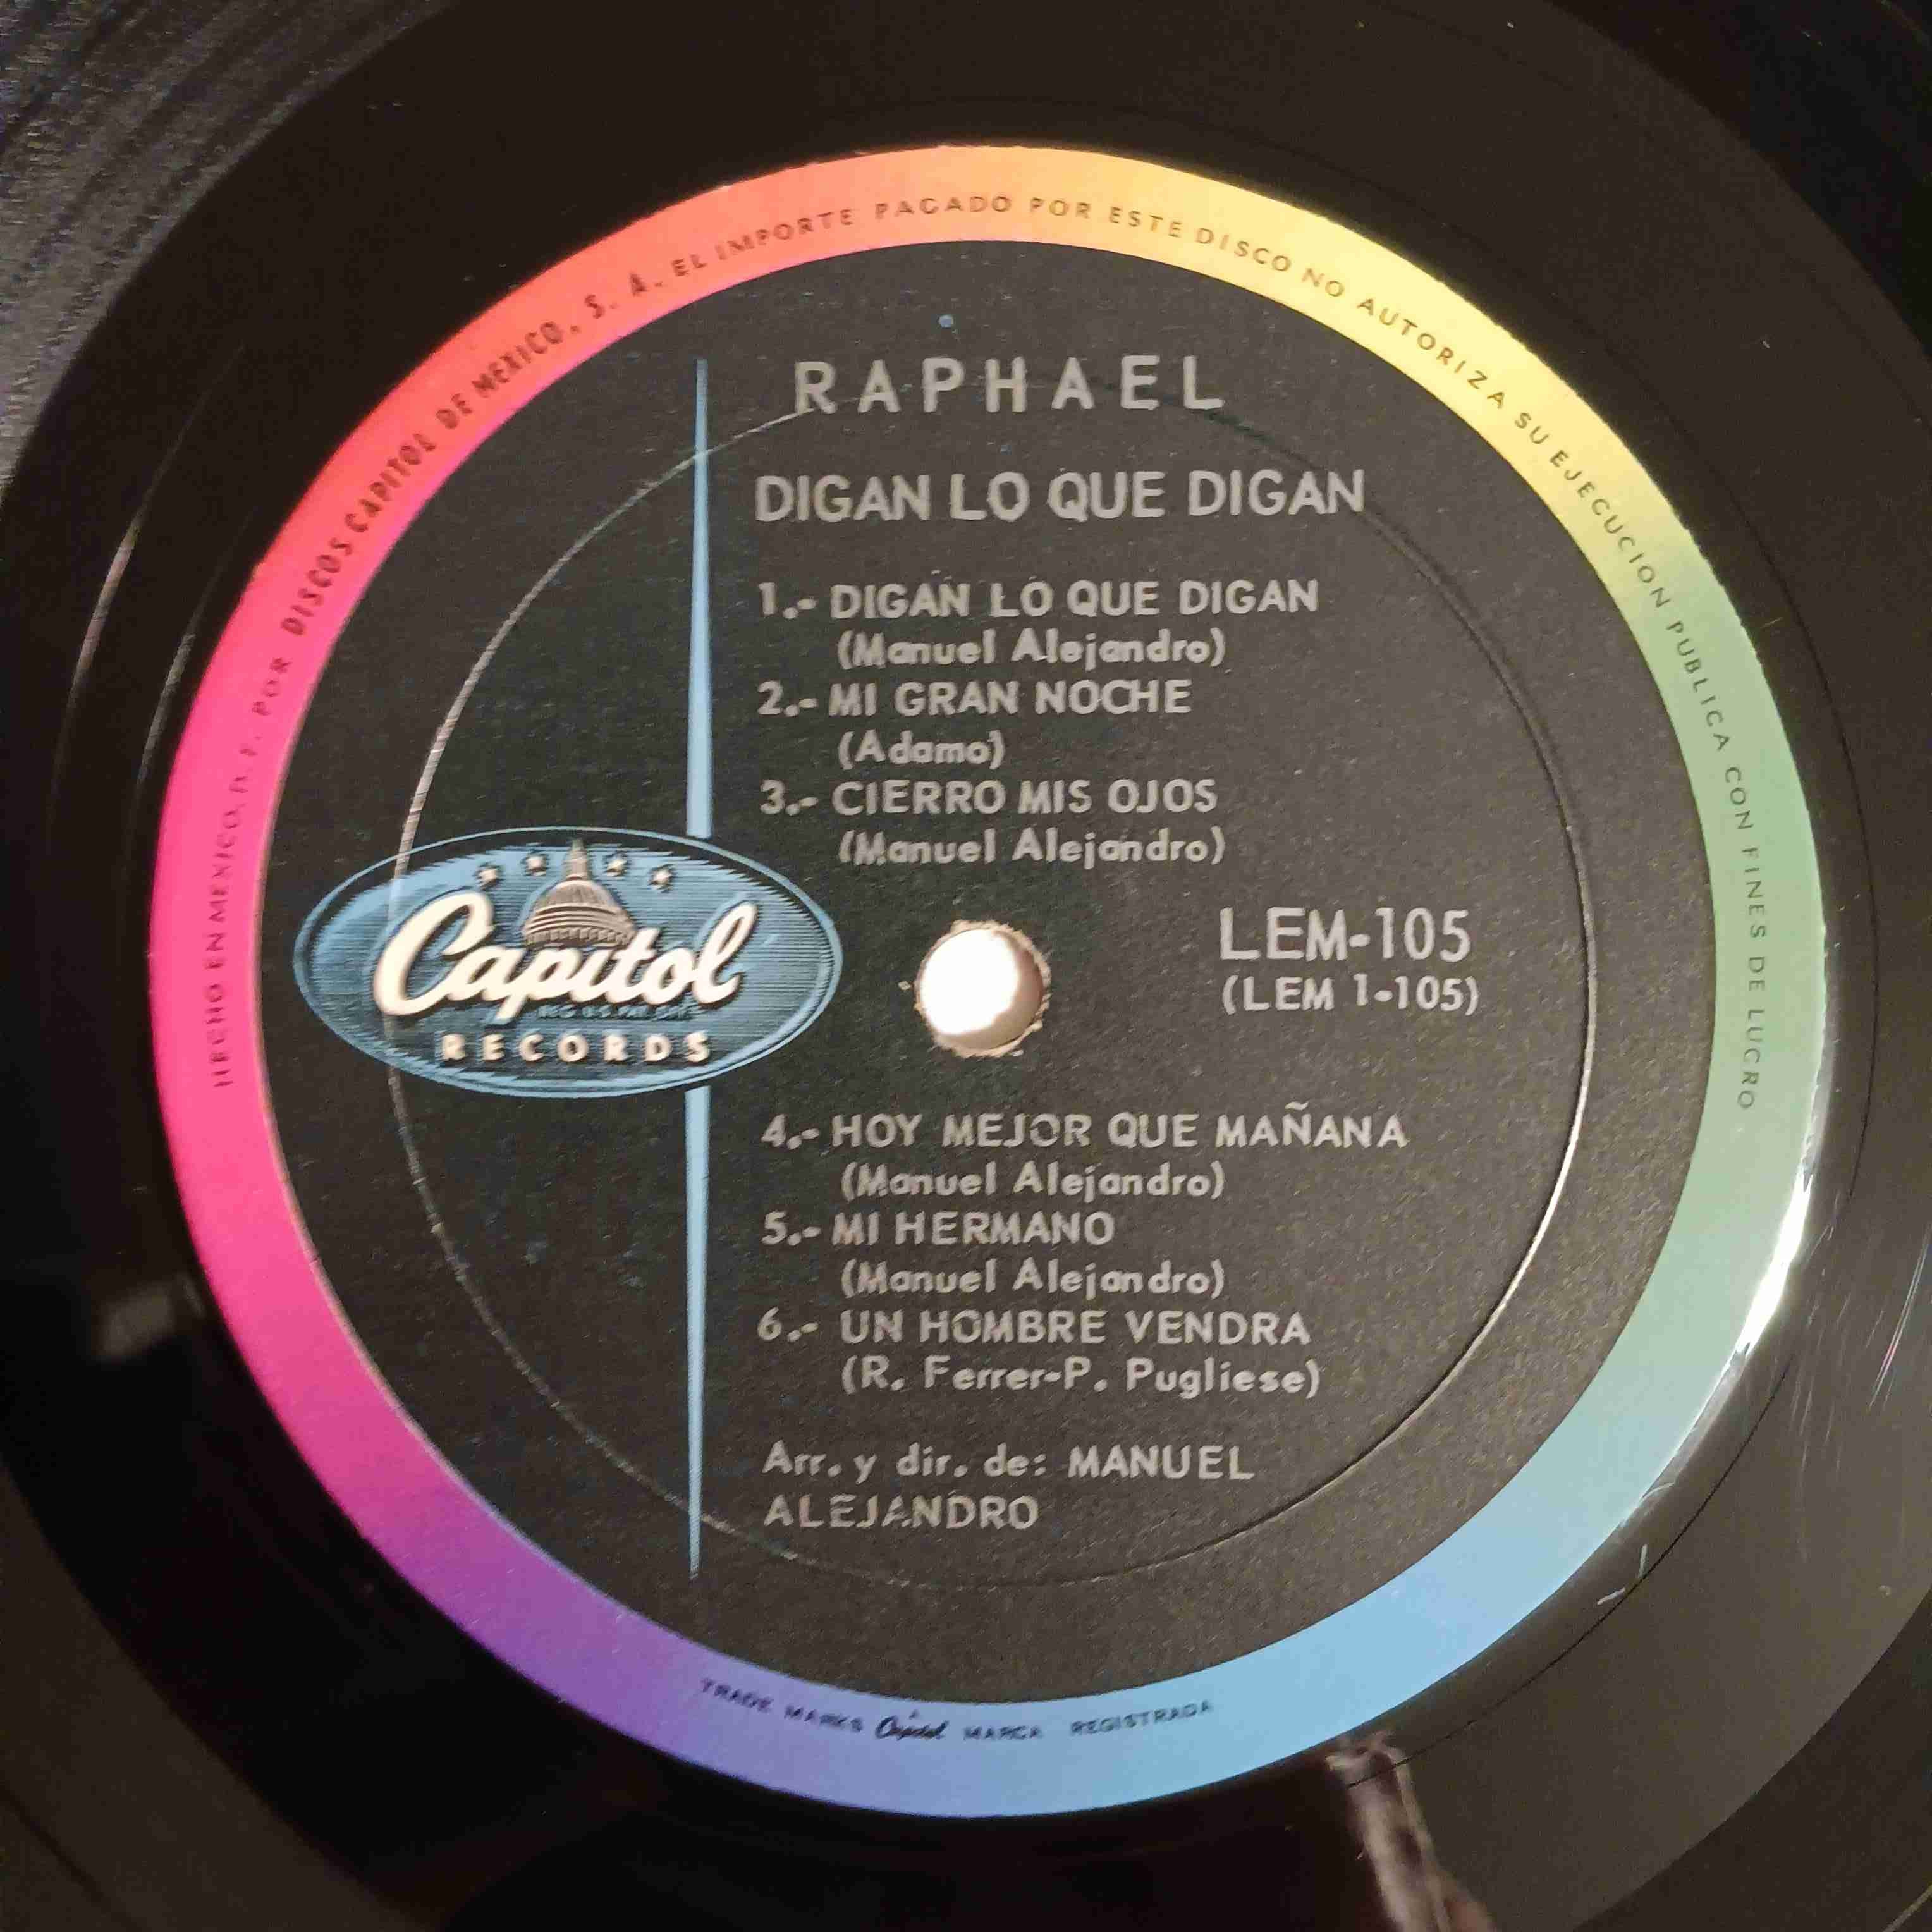 HECHO EN MEXICO, D. F. POR DISCOS CAPITOL DE MEXICO, S. A. EL IMPORTE PAGADO POR ESTE DISCO NO AUTORIZA SU EJECUCION PUBLICA CON FINES DE LUCRO
RAPHAEL
DIGAN LO QUE DIGAN
1.- DIGAN LO QUE DIGAN
(Manuel Alejandro)
2.- MI GRAN NOCHE
(Adamo)
3.- CIERRO MIS OJOS
(Manuel Alejandro)
Capitol
REG. U.S. PAT. OFF.
RECORDS
LEM-105
(LEM 1-105)
4.- HOY MEJOR QUE MAÑANA
(Manuel Alejandro)
5.- MI HERMANO
(Manuel Alejandro)
6.- UN HOMBRE VENDRA
(R. Ferrer-P. Pugliese)
Arr. y dir. de: MANUEL
ALEJANDRO
TRADE MARKS Capitol MARCA REGISTRADA